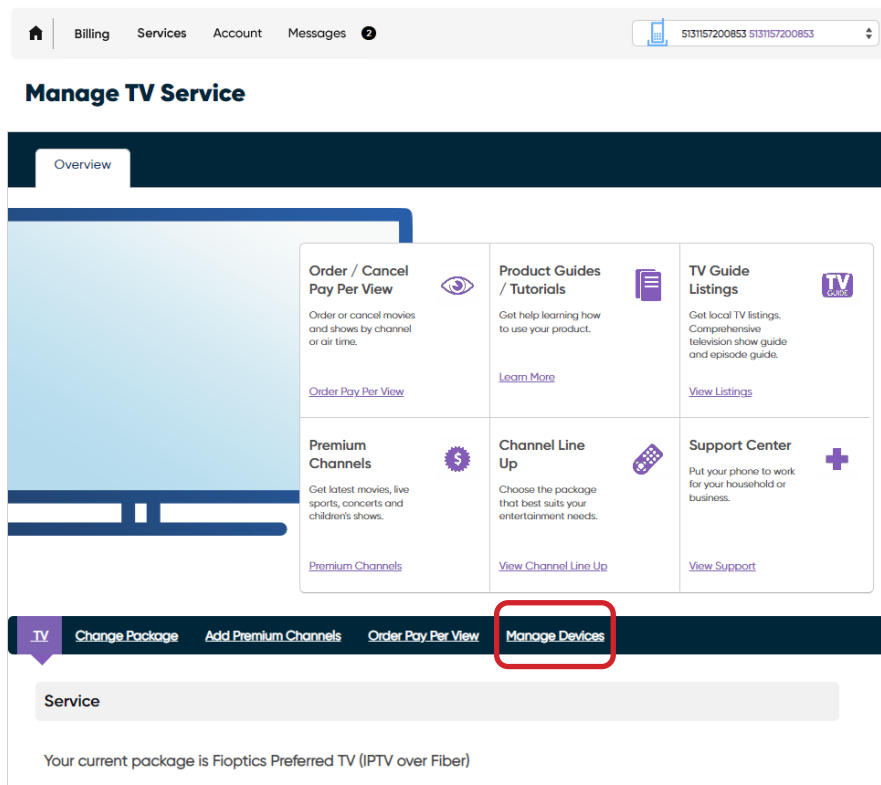 Billing Services Account Messages 2
5131157200853 5131157200853
Manage TV Service
Overview
Order / Cancel
Pay Per View
Order or cancel movies
and shows by channel
or air time.
Order Pay Per View
Product Guides
/ Tutorials
Get help learning how
to use your product.
Learn More
TV Guide
Listings
TV
GUIDE
Get local TV listings.
Comprehensive
television show guide
and episode guide.
View Listings
Premium
Channels
$
Get latest movies, live
sports, concerts and
children's shows.
Premium Channels
Channel Line
Up
Choose the package
that best suits your
entertainment needs.
View Channel Line Up
Support Center
Put your phone to work
for your household or
business.
View Support
TV Change Package Add Premium Channels Order Pay Per View Manage Devices
Service
Your current package is Fioptics Preferred TV (IPTV over Fiber)